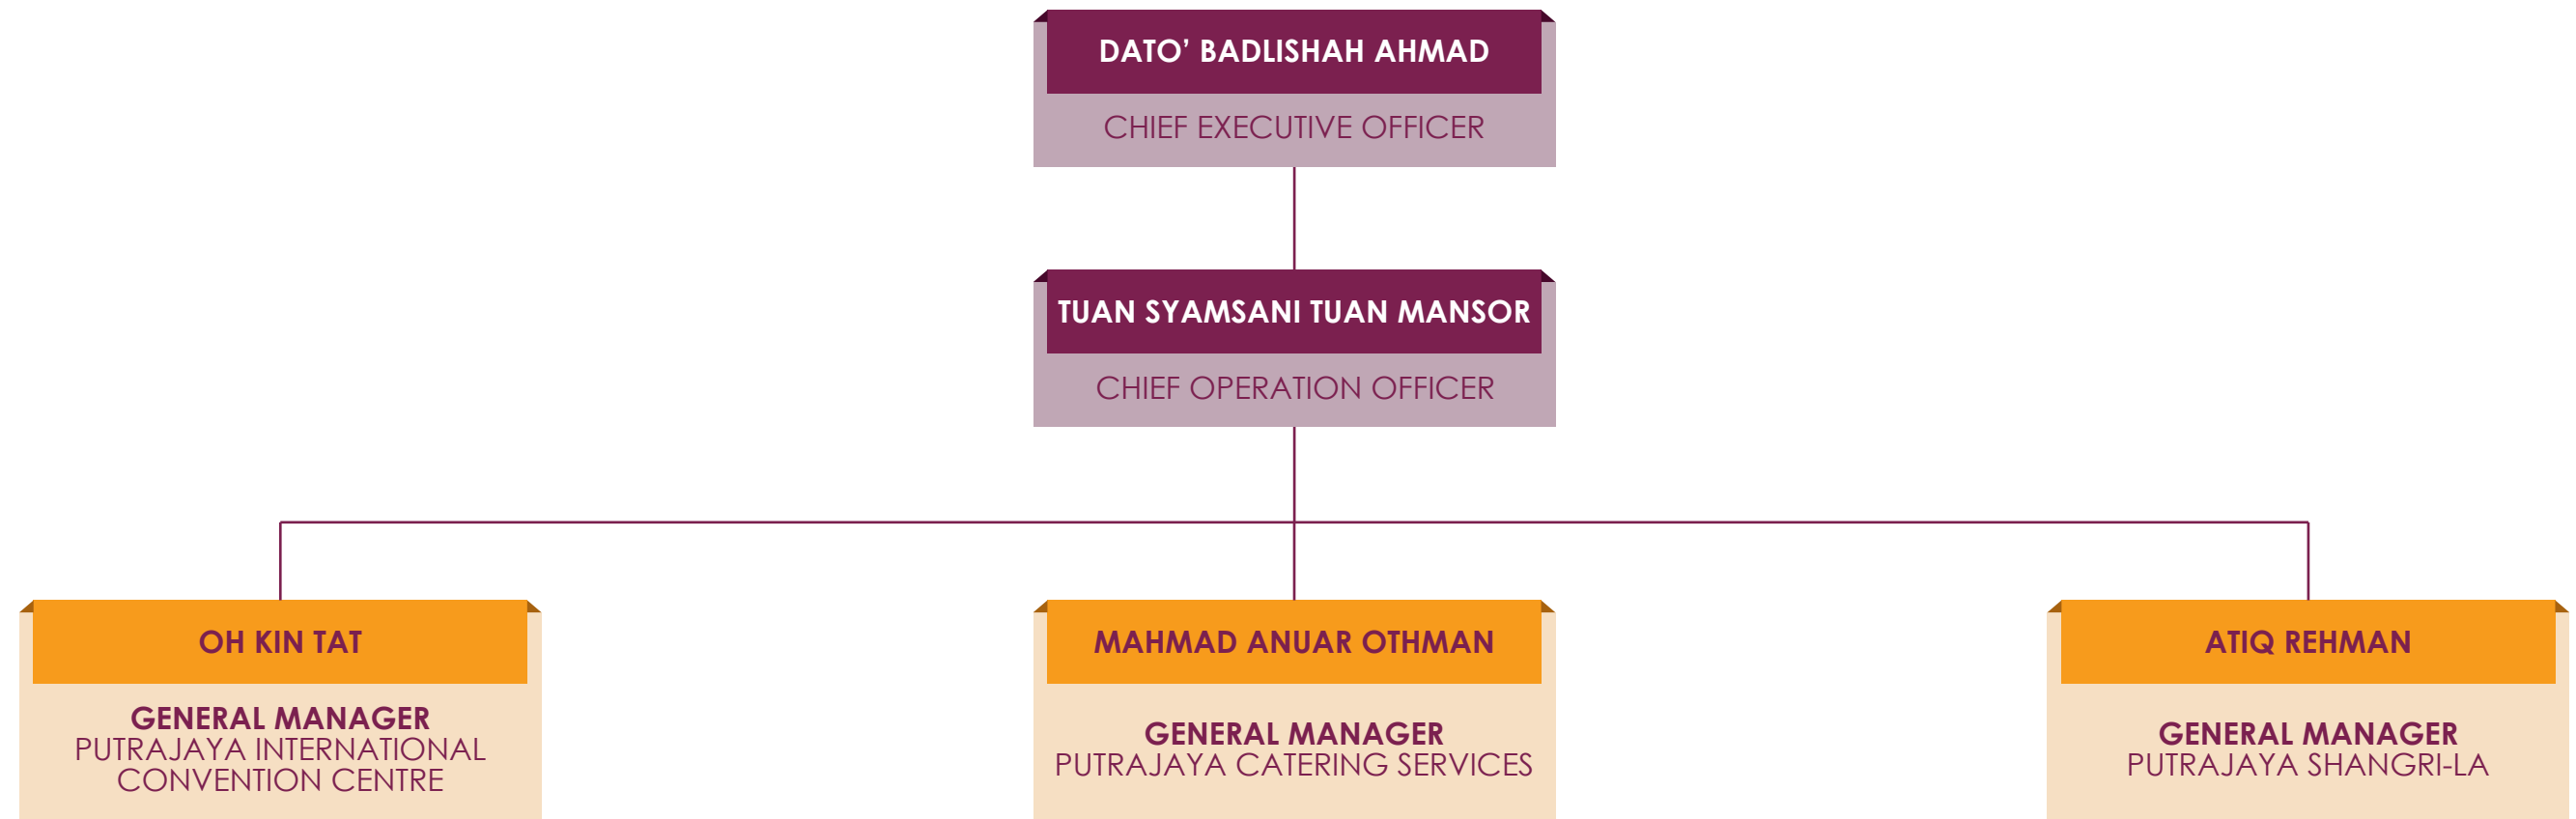 DATO’ BADLISHAH AHMAD
CHIEF EXECUTIVE OFFICER
TUAN SYAMSANI TUAN MANSOR
CHIEF OPERATION OFFICER
OH KIN TAT
GENERAL MANAGER
PUTRAJAYA INTERNATIONAL
CONVENTION CENTRE
MAHMAD ANUAR OTHMAN
GENERAL MANAGER
PUTRAJAYA CATERING SERVICES
ATIQ REHMAN
GENERAL MANAGER
PUTRAJAYA SHANGRI-LA